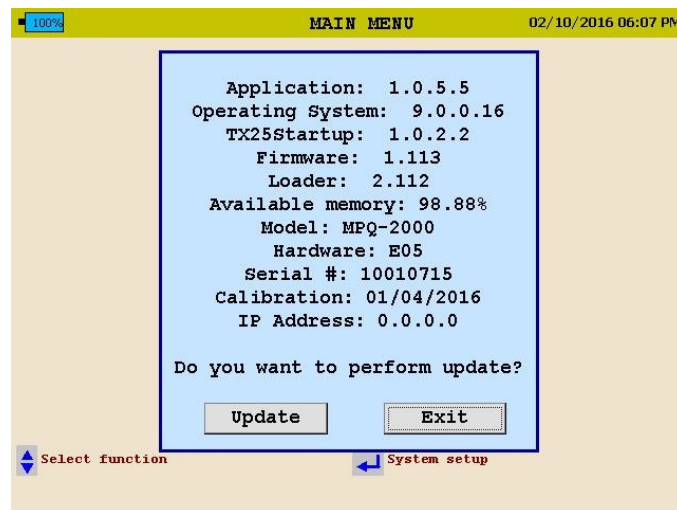 100%
MAIN MENU
02/10/2016 06:07 PM
Application: 1.0.5.5
Operating System: 9.0.0.16
TX25Startup: 1.0.2.2
Firmware: 1.113
Loader: 2.112
Available memory: 98.88%
Model: MPQ-2000
Hardware: E05
Serial #: 10010715
Calibration: 01/04/2016
IP Address: 0.0.0.0
Do you want to perform update?
Update
Exit
Select function
System setup